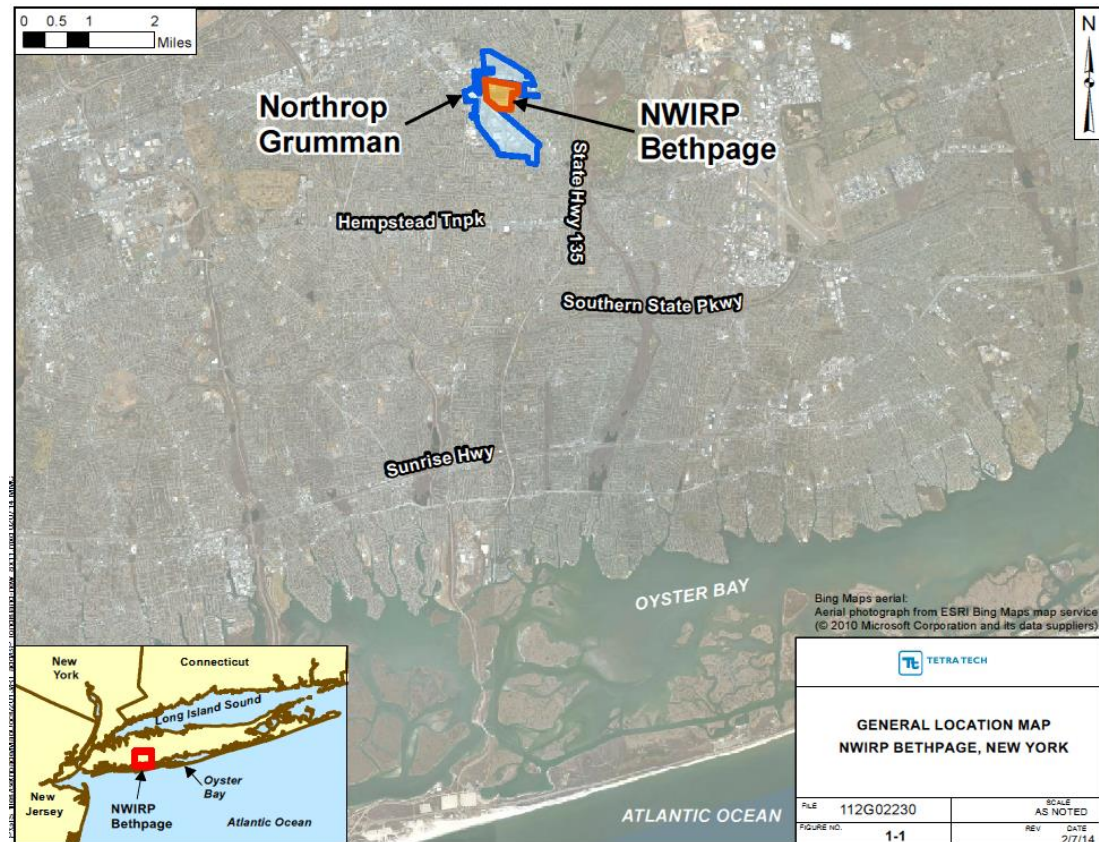 0 0.5 1 2
Miles
N
Northrop
Grumman
NWIRP
Bethpage
State Hwy 135
Hempstead Tnpk
Southern State Pkwy
Sunrise Hwy
OYSTER BAY
Bing Maps aerial:
Aerial photograph from ESRI Bing Maps map service
(© 2010 Microsoft Corporation and its data suppliers)
ATLANTIC OCEAN
New
York
Connecticut
Long Island Sound
Oyster
Bay
New
Jersey
NWIRP
Bethpage
Atlantic Ocean
Tt TETRA TECH
GENERAL LOCATION MAP
NWIRP BETHPAGE, NEW YORK
FILE 112G02230
SCALE
AS NOTED
FIGURE NO.
1-1
REV DATE
2/7/14